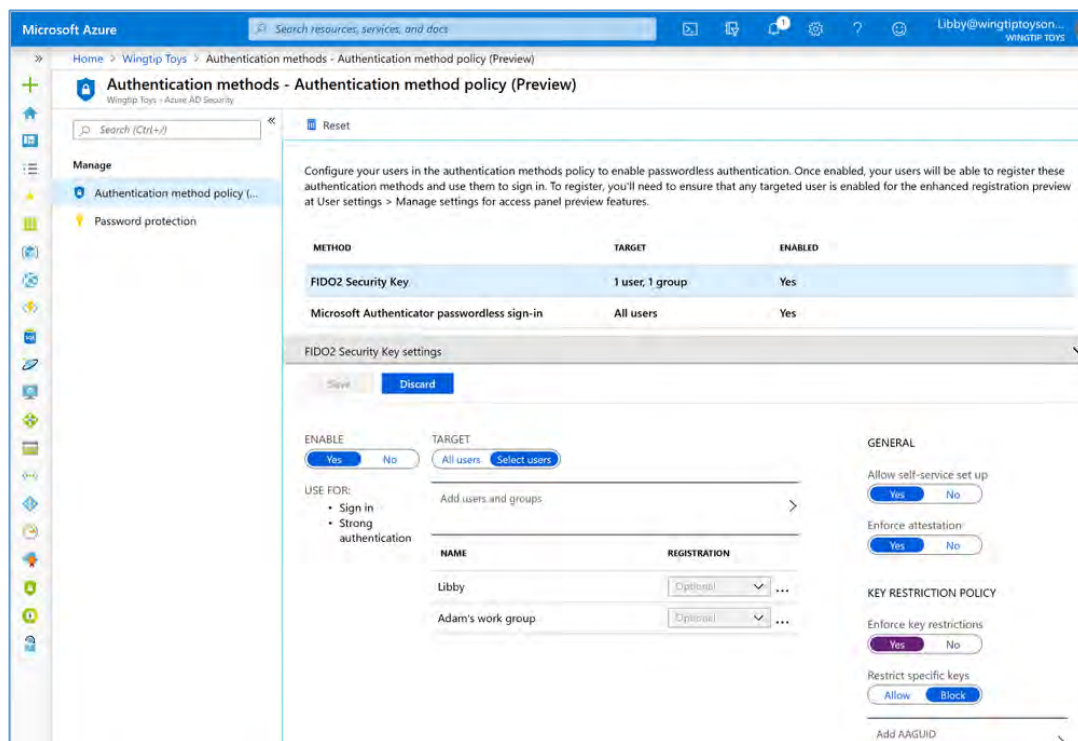 Microsoft Azure
Search resources, services, and docs
1
Libby@wingtiptoyson...
WINGTIP TOYS
Home > Wingtip Toys > Authentication methods - Authentication method policy (Preview)
Authentication methods - Authentication method policy (Preview)
Wingtip Toys - Azure AD Security
Search (Ctrl+/)
Reset
Manage
Authentication method policy (...
Password protection
Configure your users in the authentication methods policy to enable passwordless authentication. Once enabled, your users will be able to register these
authentication methods and use them to sign in. To register, you'll need to ensure that any targeted user is enabled for the enhanced registration preview
at User settings > Manage settings for access panel preview features.
METHOD TARGET ENABLED
FIDO2 Security Key 1 user, 1 group Yes
Microsoft Authenticator passwordless sign-in All users Yes
FIDO2 Security Key settings
Save Discard
ENABLE
Yes No
USE FOR:
• Sign in
• Strong
authentication
TARGET
All users Select users
Add users and groups
NAME REGISTRATION
Libby Optional ...
Adam's work group Optional ...
GENERAL
Allow self-service set up
Yes No
Enforce attestation
Yes No
KEY RESTRICTION POLICY
Enforce key restrictions
Yes No
Restrict specific keys
Allow Block
Add AAGUID